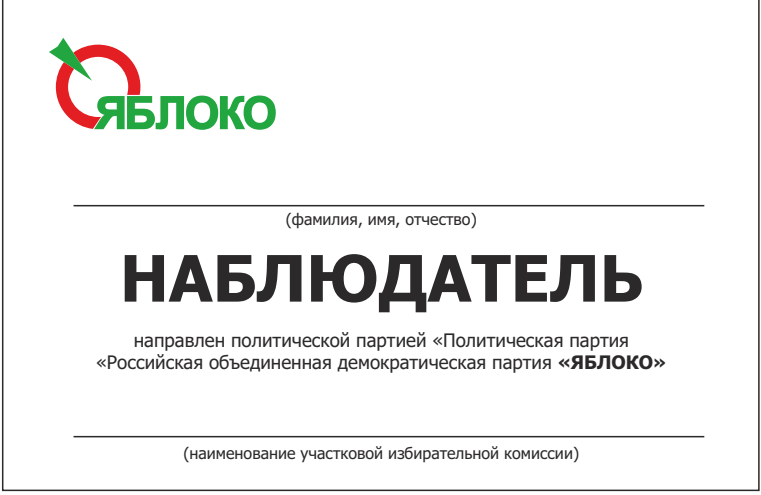 ЯБЛОКО
(фамилия, имя, отчество)
НАБЛЮДАТЕЛЬ
направлен политической партией «Политическая партия
«Российская объединенная демократическая партия «ЯБЛОКО»
(наименование участковой избирательной комиссии)